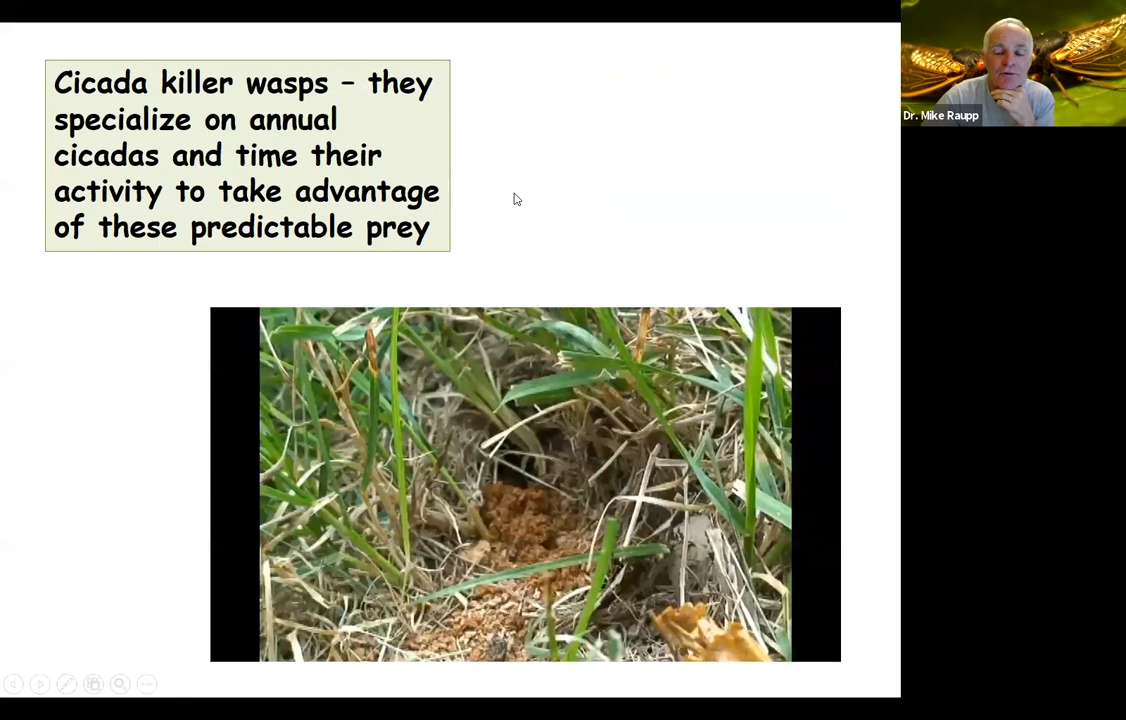 Cicada killer wasps – they
specialize on annual
cicadas and time their
activity to take advantage
of these predictable prey
Dr. Mike Raupp